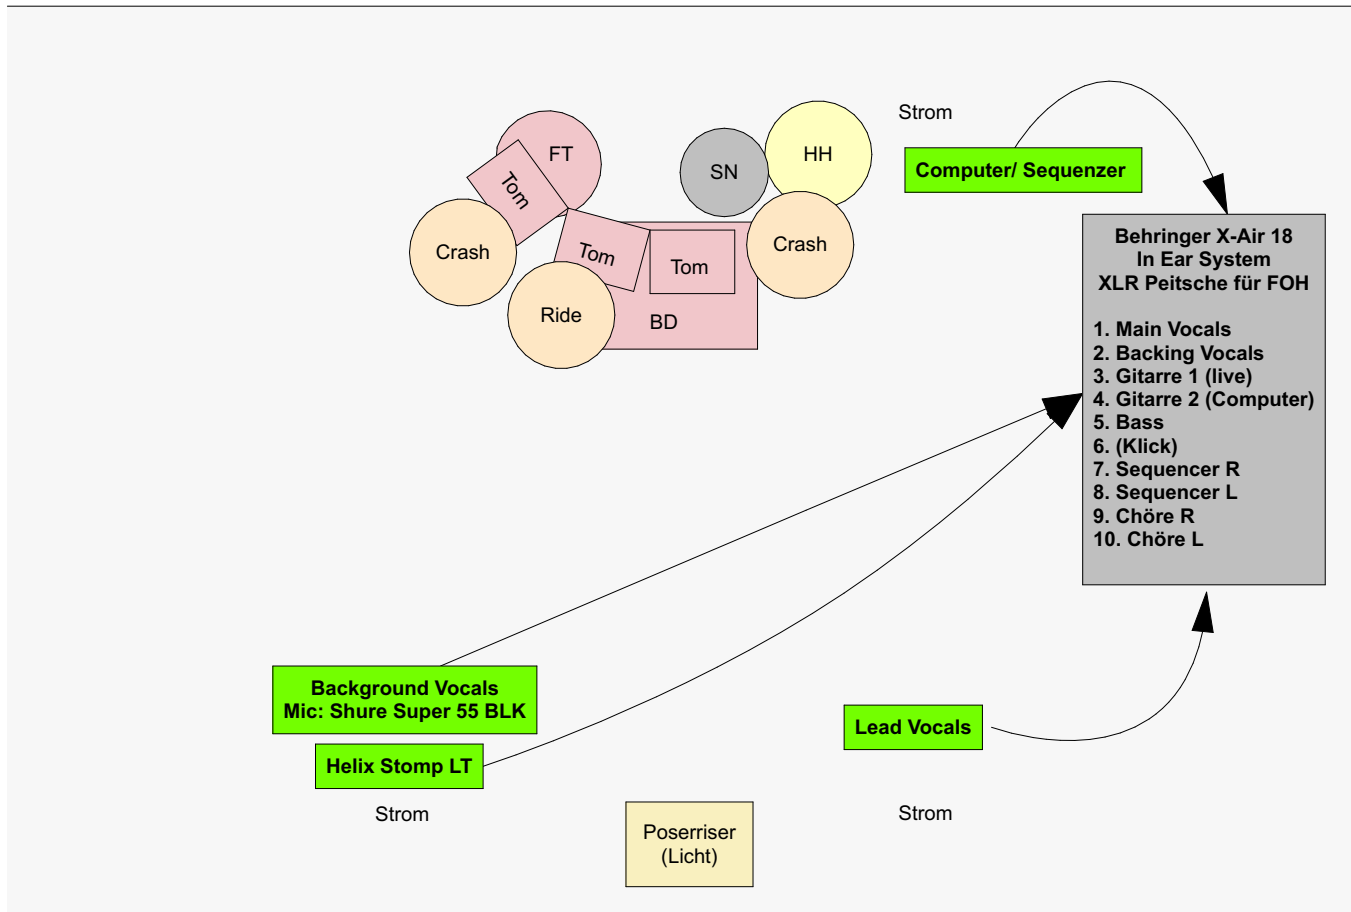 Strom
FT
Tom
SN
HH
Computer/ Sequenzer
Crash
Tom
Tom
Crash
Ride
BD
Behringer X-Air 18
In Ear System
XLR Peitsche für FOH
1. Main Vocals
2. Backing Vocals
3. Gitarre 1 (live)
4. Gitarre 2 (Computer)
5. Bass
6. (Klick)
7. Sequencer R
8. Sequencer L
9. Chöre R
10. Chöre L
Background Vocals
Mic: Shure Super 55 BLK
Helix Stomp LT
Strom
Lead Vocals
Strom
Poserriser
(Licht)